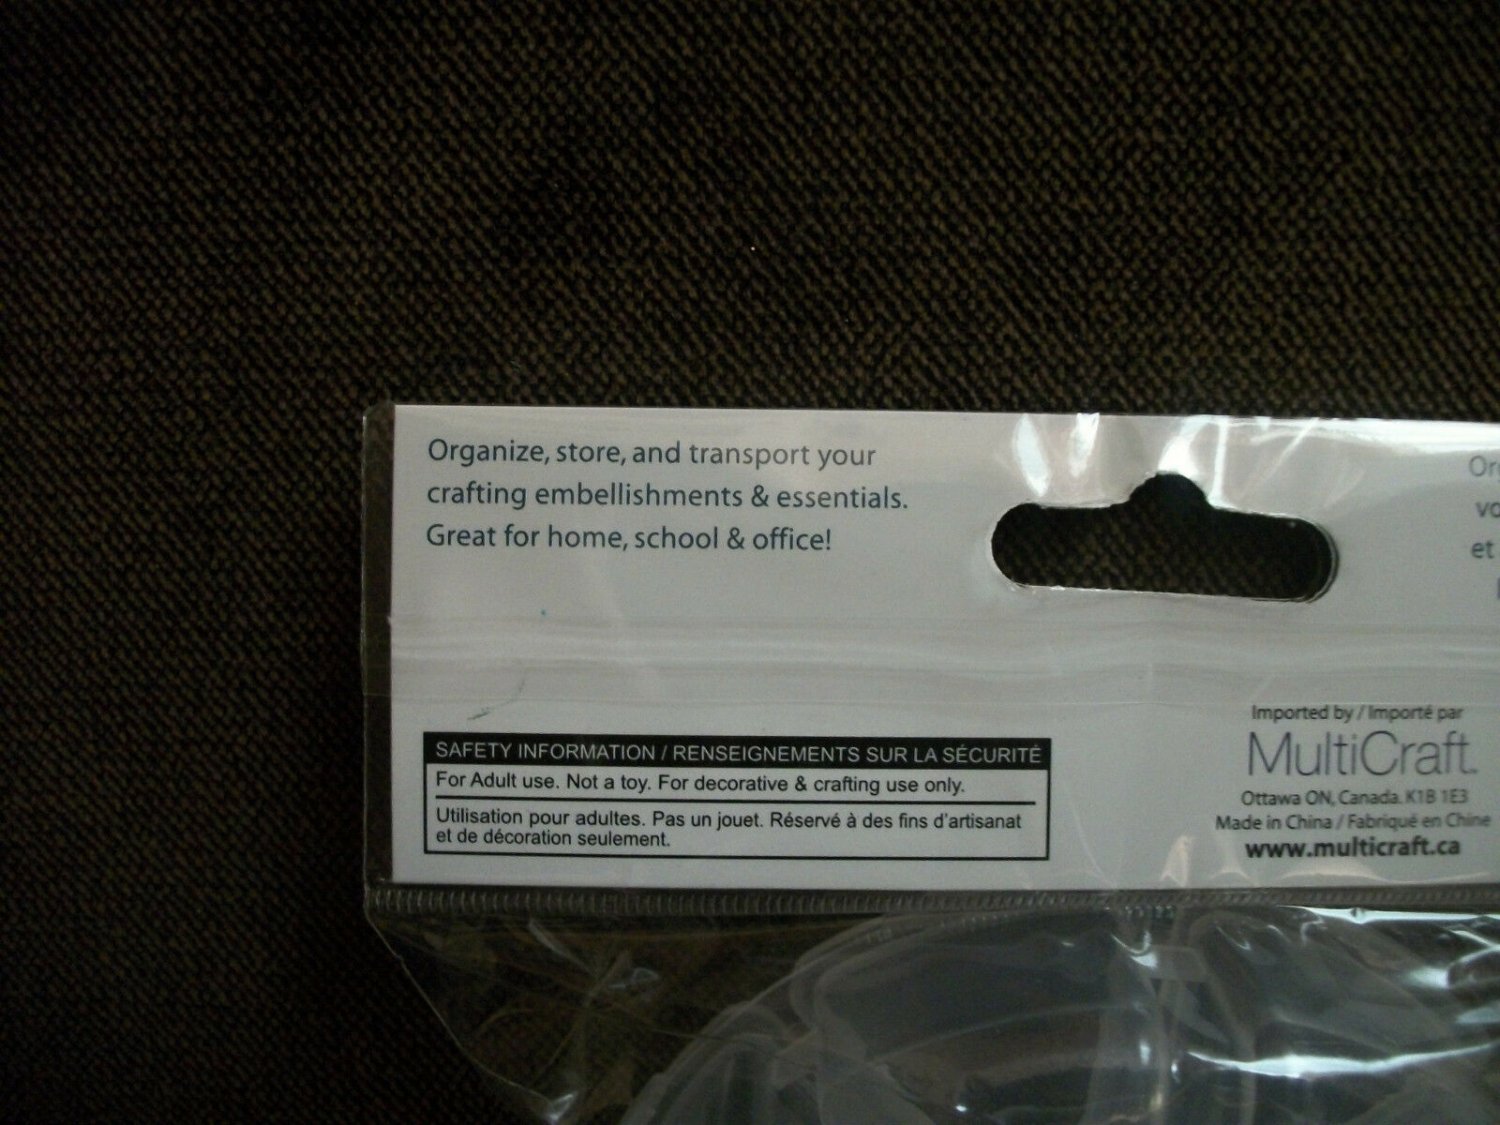 Organize, store, and transport your
crafting embellishments & essentials.
Great for home, school & office!
Or
vo
et
SAFETY INFORMATION / RENSEIGNEMENTS SUR LA SÉCURITÉ
For Adult use. Not a toy. For decorative & crafting use only.
Utilisation pour adultes. Pas un jouet. Réservé à des fins d'artisanat
et de décoration seulement.
Imported by / Importé par
MultiCraft
Ottawa ON, Canada. K1B 1E3
Made in China / Fabriqué en Chine
www.multicraft.ca